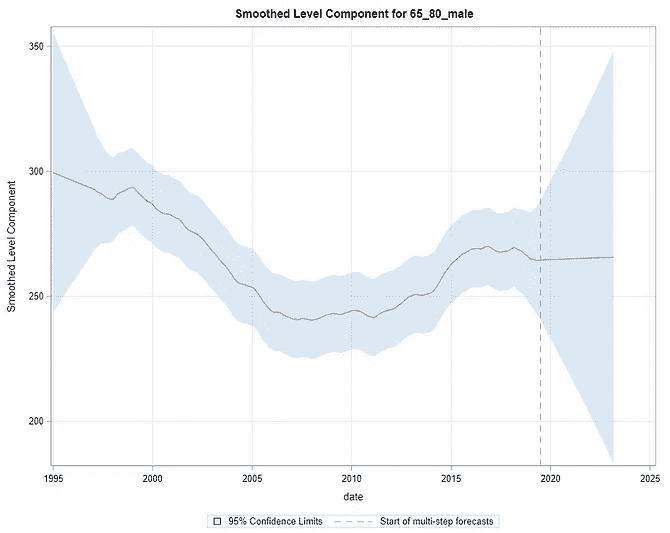 Smoothed Level Component for 65_80_male
Smoothed Level Component
350
300
250
200
1995
2000
2005
2010
2015
2020
2025
date
95% Confidence Limits
Start of multi-step forecasts